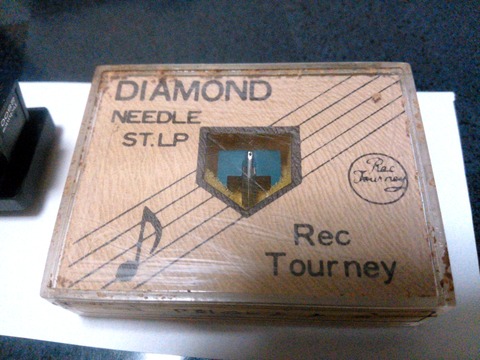 DIAMOND
NEEDLE
ST.LP
Rec
Tourney
Rec
Tourney